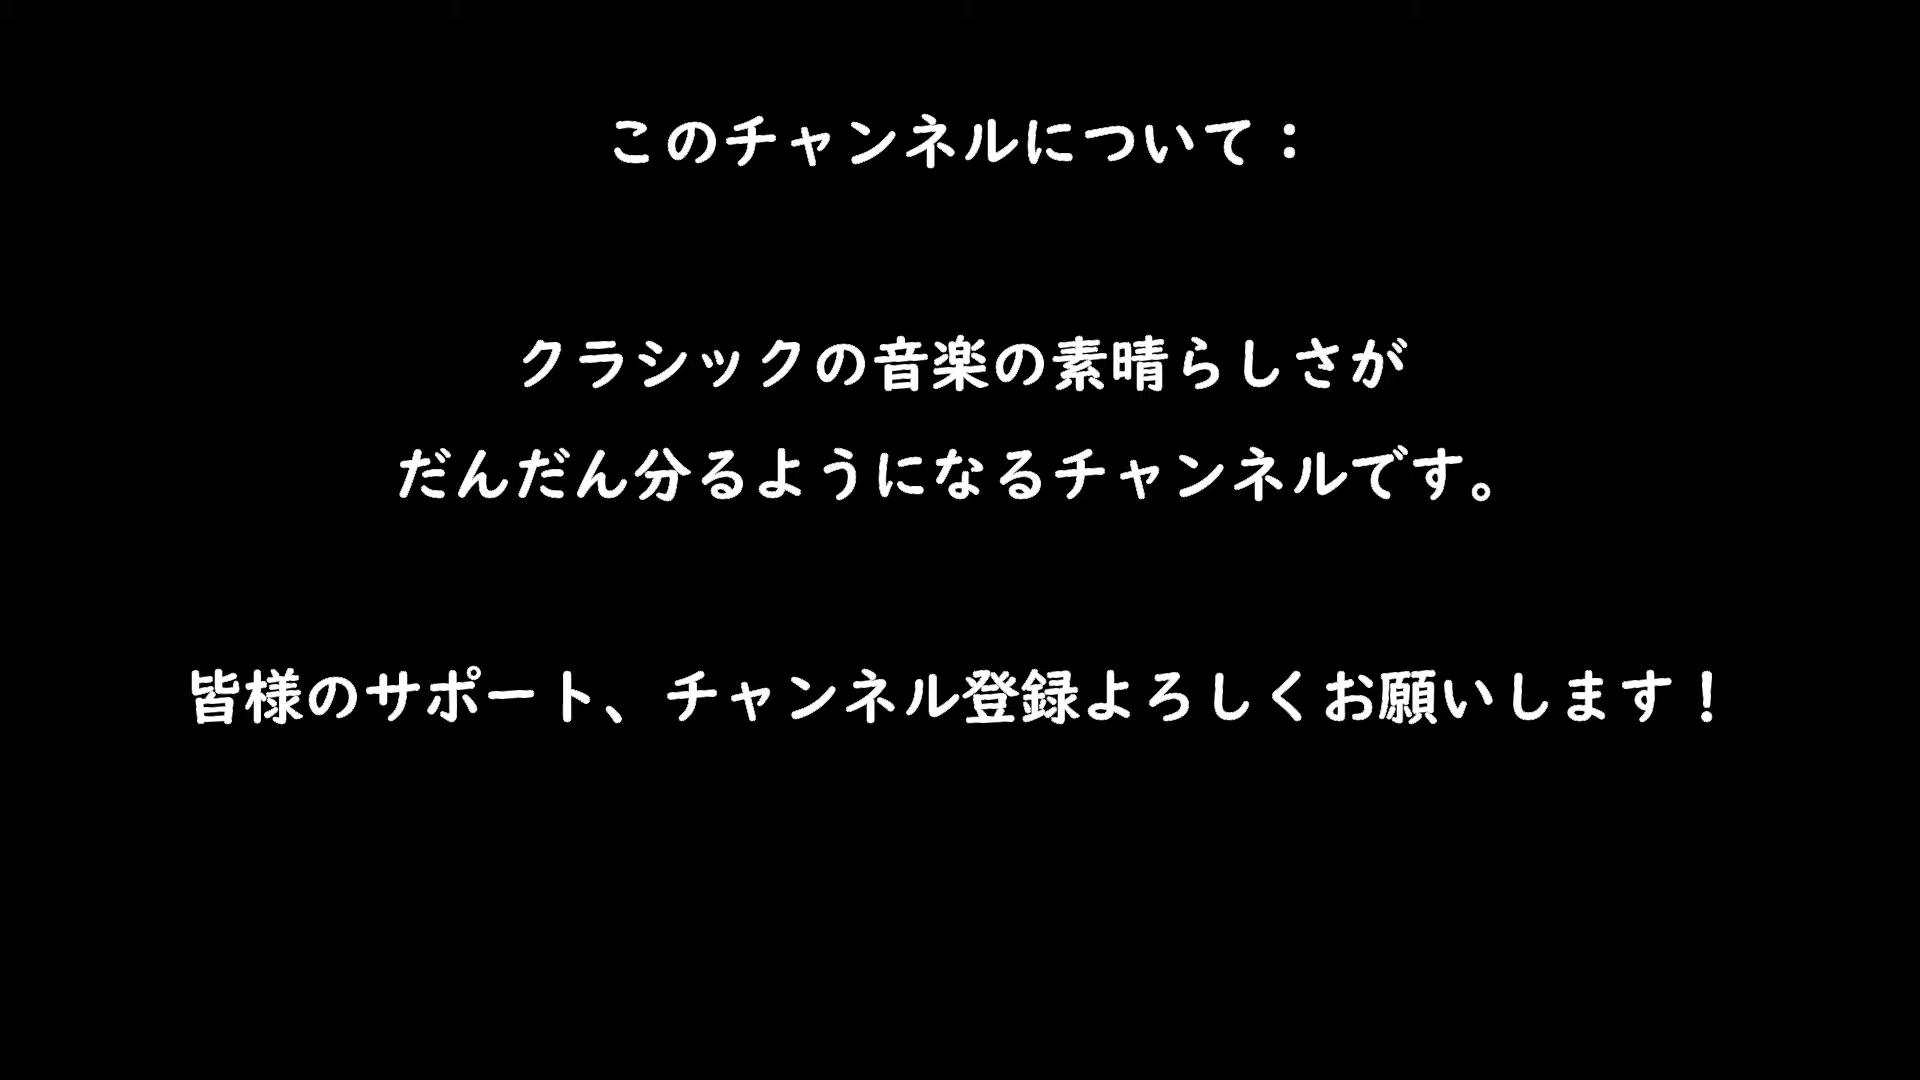 このチャンネルについて：
クラシックの音楽の素晴らしさが
だんだん分るようになるチャンネルです。
皆様のサポート、チャンネル登録よろしくお願いします！